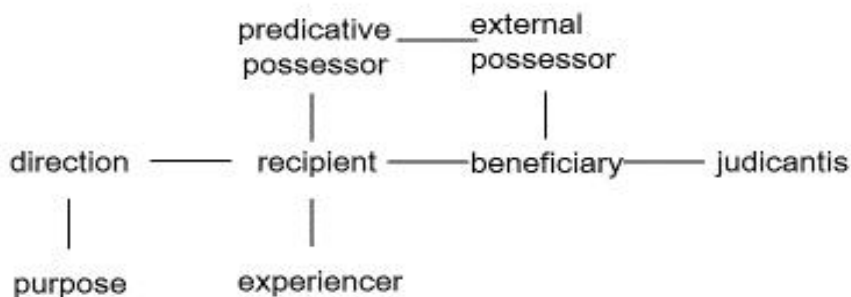 predicative external
possessor possessor
direction recipient beneficiary judicantis
purpose experiencer